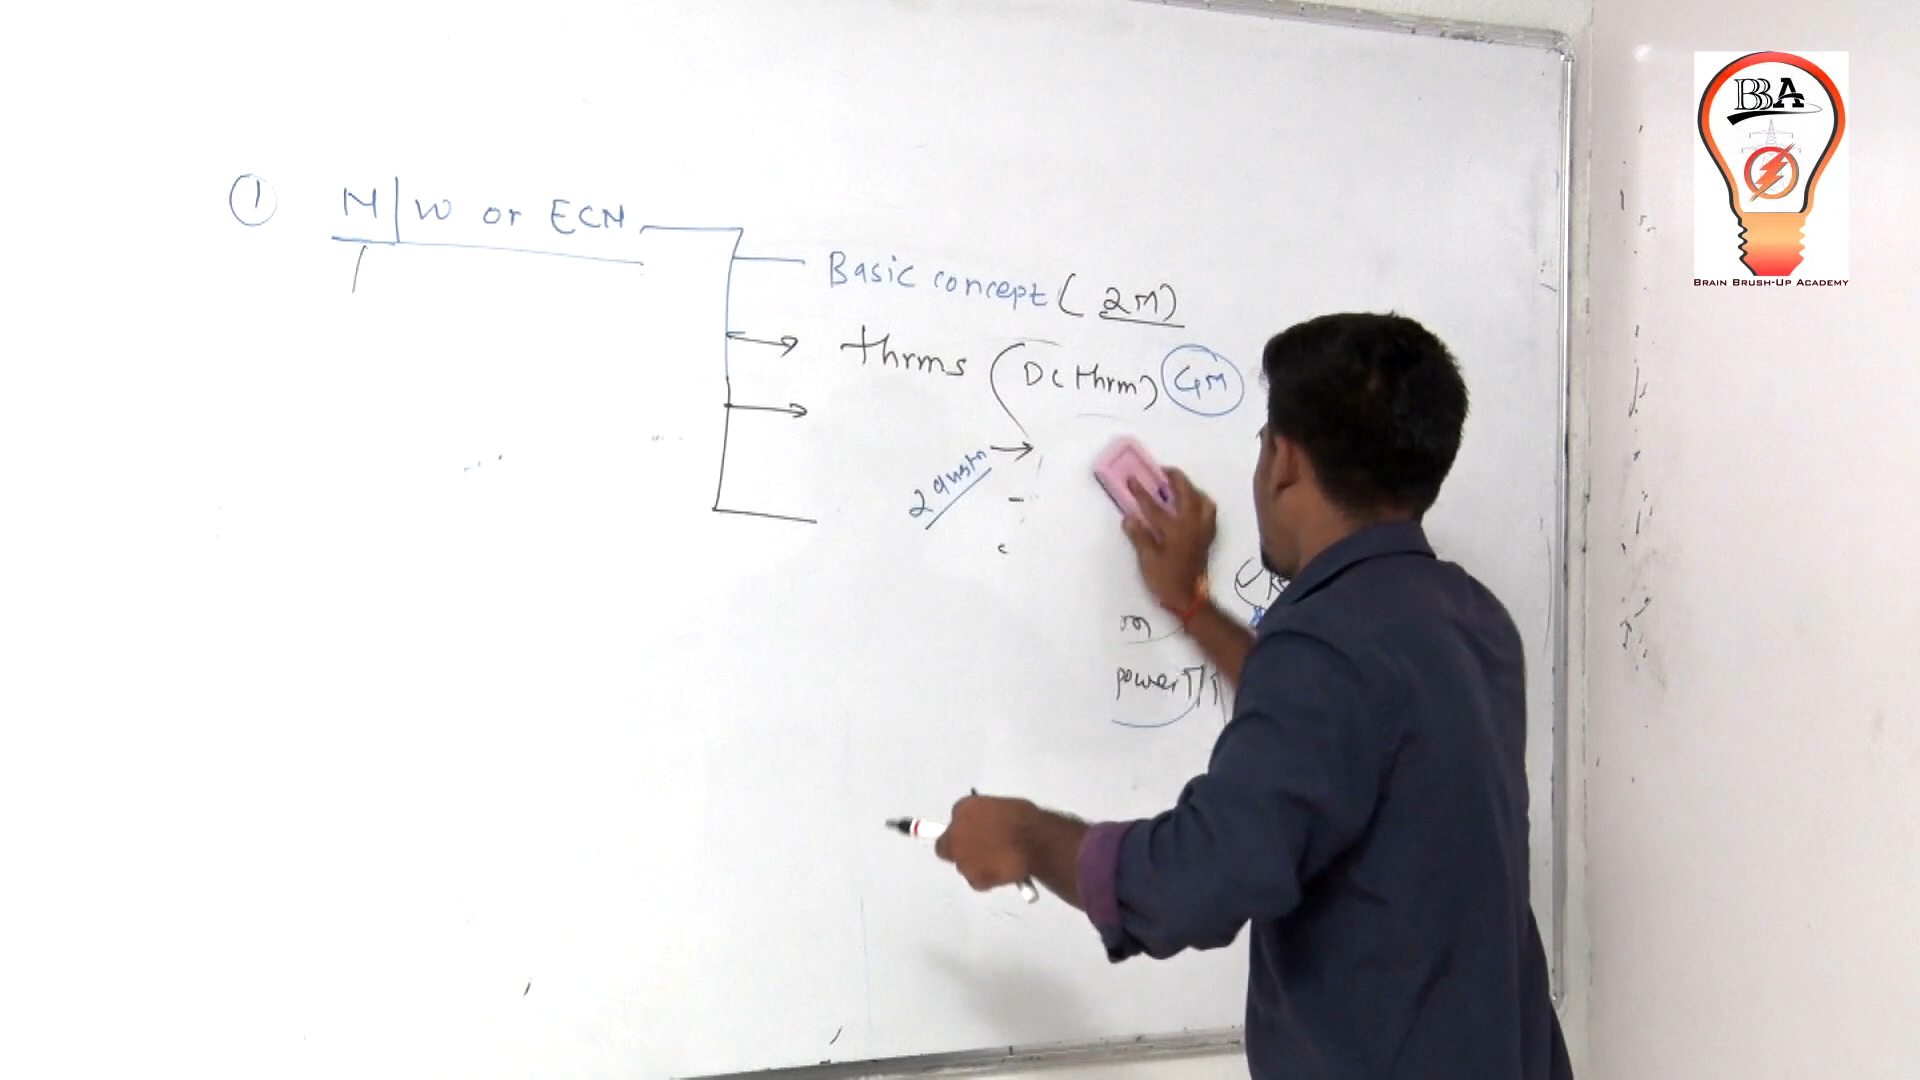 BBA
BRAIN BRUSH-UP ACADEMY
1 N/W or ECN
Basic concept (2M)
thrms (DC thrm) 4M
2 qustn
power ↑↑